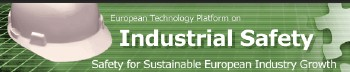 European Technology Platform on
Industrial Safety
Safety for Sustainable European Industry Growth